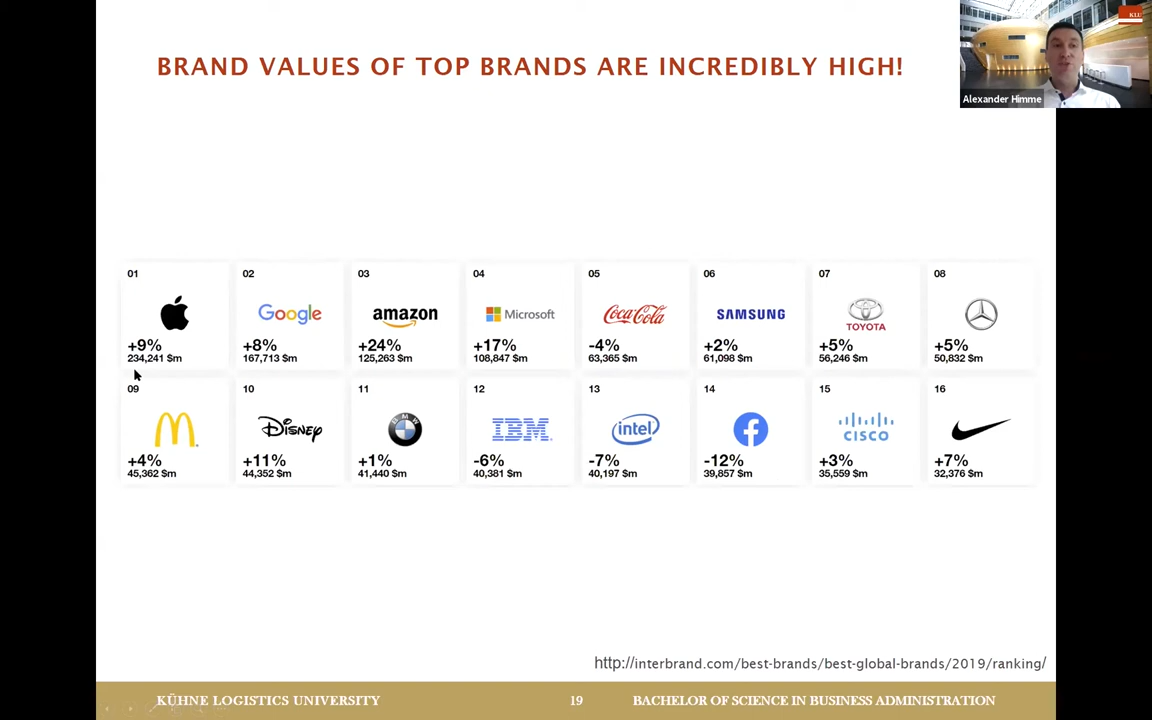 BRAND VALUES OF TOP BRANDS ARE INCREDIBLY HIGH!
KLU
Alexander Himme
01 02 03 04 05 06 07 08
Google amazon Microsoft Coca-Cola SAMSUNG TOYOTA
+9% +8% +24% +17% -4% +2% +5% +5%
234,241 $m 167,713 $m 125,263 $m 108,847 $m 63,365 $m 61,098 $m 56,246 $m 50,832 $m
09 10 11 12 13 14 15 16
M Disney BMW IBM. intel f CISCO
+4% +11% +1% -6% -7% -12% +3% +7%
45,362 $m 44,352 $m 41,440 $m 40,381 $m 40,197 $m 39,857 $m 35,559 $m 32,376 $m
http://interbrand.com/best-brands/best-global-brands/2019/ranking/
KÜHNE LOGISTICS UNIVERSITY 19 BACHELOR OF SCIENCE IN BUSINESS ADMINISTRATION